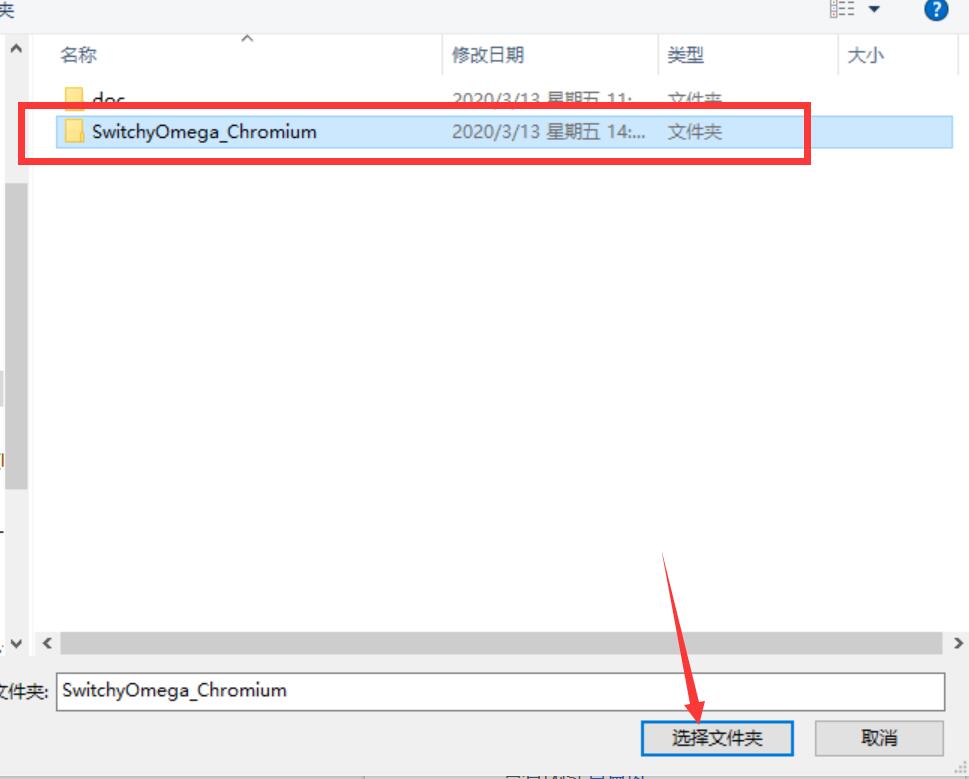 夹
名称 修改日期 类型 大小
doc 2020/3/13 星期五 11: 文件夹
SwitchyOmega_Chromium 2020/3/13 星期五 14:... 文件夹
文件夹: SwitchyOmega_Chromium
选择文件夹 取消